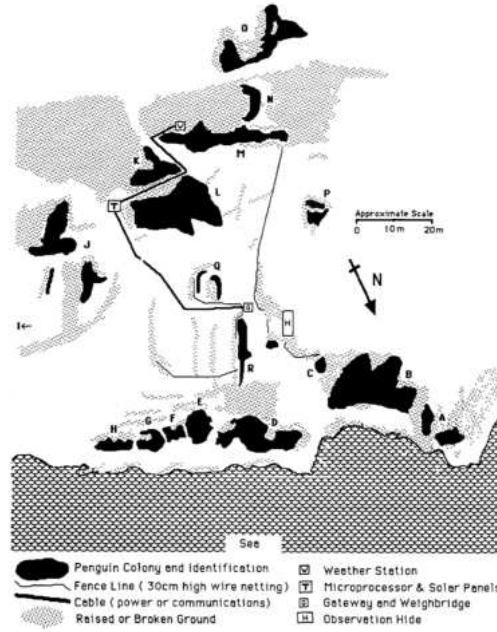 O
N
W
K
M
L
P
T
Approximate Scale
0 10m 20m
J
Q
N
I←
G
H
R
C
B
E
A
G
F
D
H
See
Penguin Colony and Identification
Fence Line ( 30cm high wire netting)
Cable (power or communications)
Raised or Broken Ground
W Weather Station
T Microprocessor & Solar Panels
G Gateway and Weighbridge
H Observation Hide